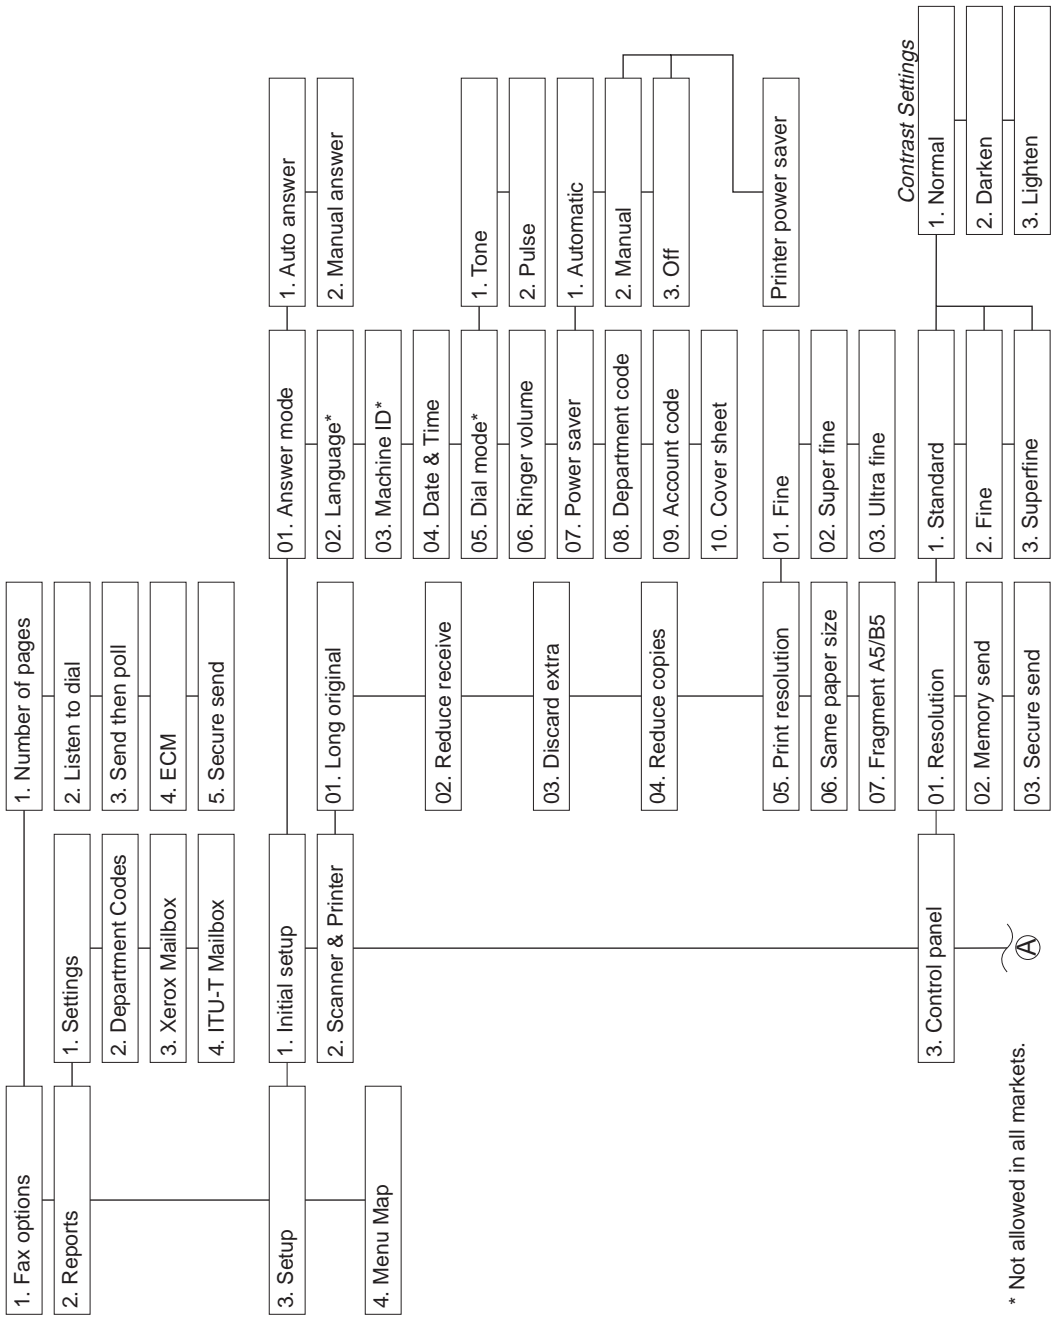 1. Fax options
2. Reports
3. Setup
4. Menu Map
1. Number of pages
2. Listen to dial
3. Send then poll
4. ECM
5. Secure send
1. Settings
2. Department Codes
3. Xerox Mailbox
4. ITU-T Mailbox
1. Initial setup
2. Scanner & Printer
3. Control panel
01. Answer mode
02. Language*
03. Machine ID*
04. Date & Time
05. Dial mode*
06. Ringer volume
07. Power saver
08. Department code
09. Account code
10. Cover sheet
1. Auto answer
2. Manual answer
1. Tone
2. Pulse
1. Automatic
2. Manual
3. Off
Printer power saver
01. Long original
02. Reduce receive
03. Discard extra
04. Reduce copies
05. Print resolution
06. Same paper size
07. Fragment A5/B5
01. Fine
02. Super fine
03. Ultra fine
01. Resolution
02. Memory send
03. Secure send
1. Standard
2. Fine
3. Superfine
Contrast Settings
1. Normal
2. Darken
3. Lighten
A
* Not allowed in all markets.